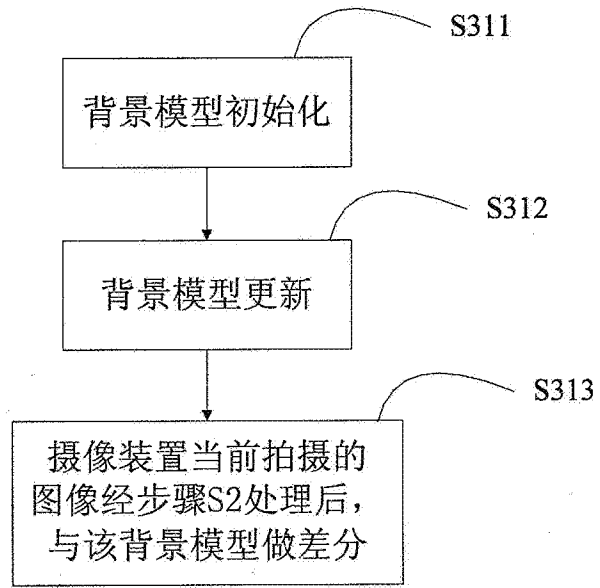 S311
背景模型初始化
S312
背景模型更新
S313
摄像装置当前拍摄的
图像经步骤S2处理后,
与该背景模型做差分